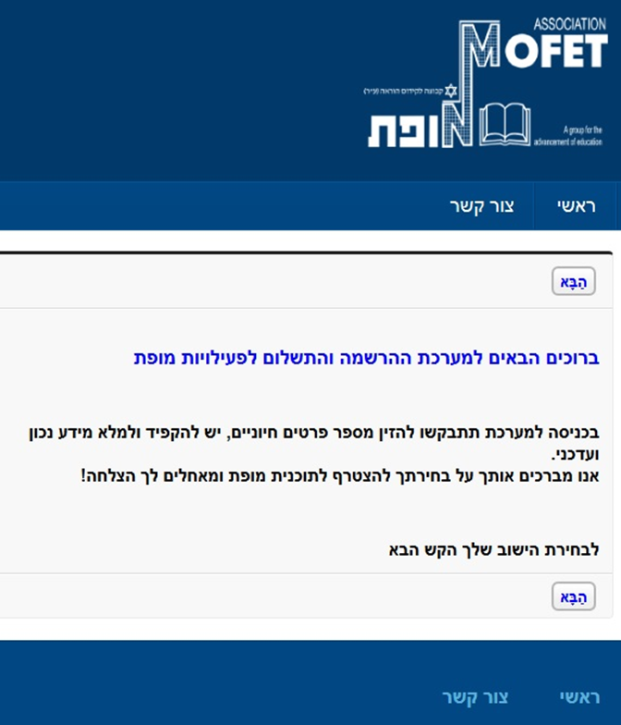 ASSOCIATION
MOFET
קבוצת לקידום הוראת (ע״ר)
מופת
A group for the
advancement of education
ראשי
צור קשר
הַבָּא
ברוכים הבאים למערכת ההרשמה והתשלום לפעילויות מופת
בכניסה למערכת תתבקשו להזין מספר פרטים חיוניים, יש להקפיד ולמלא מידע נכון
ועדכני.
אנו מברכים אותך על בחירתך להצטרף לתוכנית מופת ומאחלים לך הצלחה!
לבחירת הישוב שלך הקש הבא
הַבָּא
ראשי
צור קשר